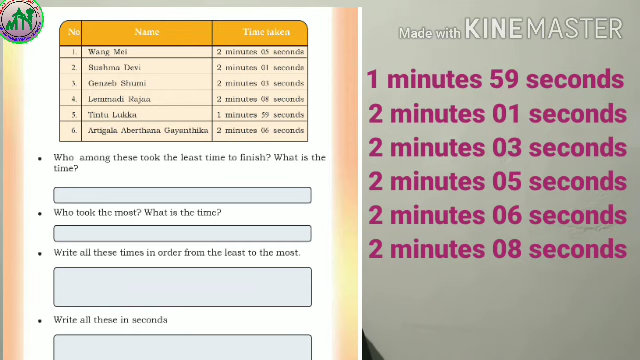 No Name Time taken
1. Wang Mei 2 minutes 05 seconds
2. Sushma Devi 2 minutes 01 seconds
3. Genzeb Shumi 2 minutes 03 seconds
4. Lemmadi Rajaa 2 minutes 08 seconds
5. Tintu Lukka 1 minutes 59 seconds
6. Artigala Aberthana Gayanthika 2 minutes 06 seconds
• Who among these took the least time to finish? What is the
time?
• Who took the most? What is the time?
• Write all these times in order from the least to the most.
• Write all these in seconds
Made with KINEMASTER
1 minutes 59 seconds
2 minutes 01 seconds
2 minutes 03 seconds
2 minutes 05 seconds
2 minutes 06 seconds
2 minutes 08 seconds